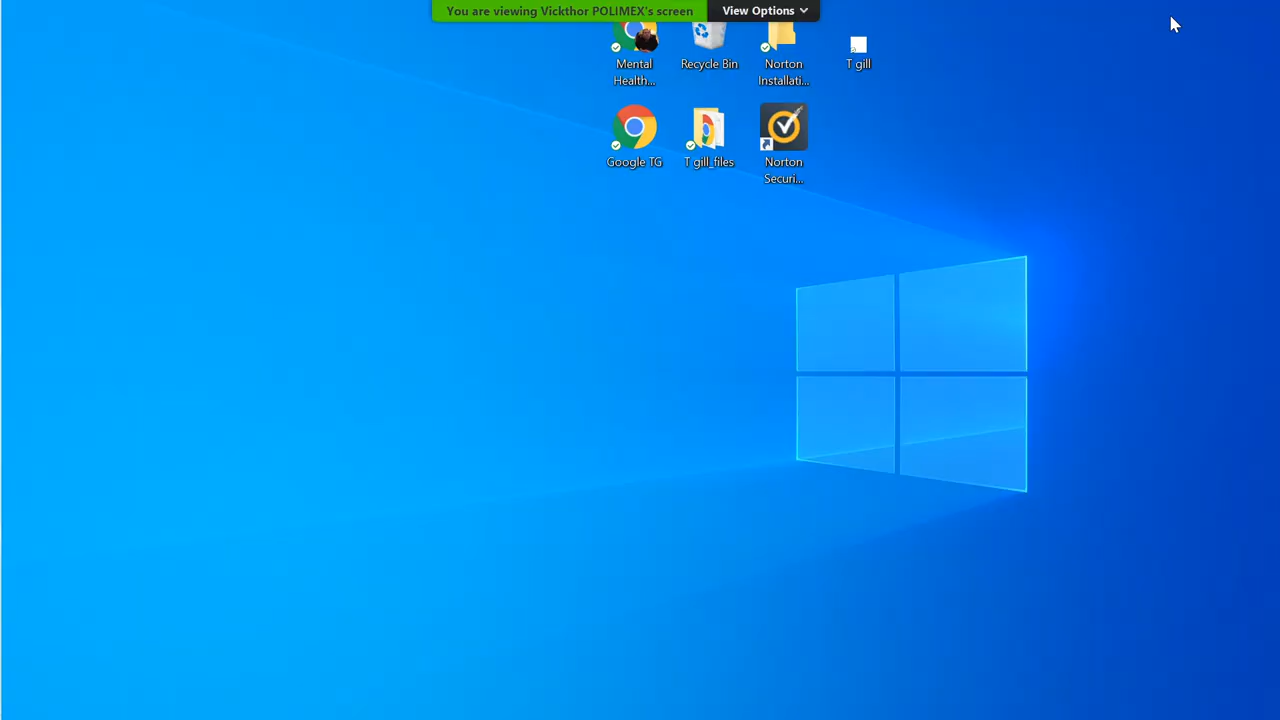 You are viewing Vickthor POLIMEX's screen
View Options
Mental
Health...
Recycle Bin
Norton
Installati...
T gill
Google TG
T gill_files
Norton
Securi...